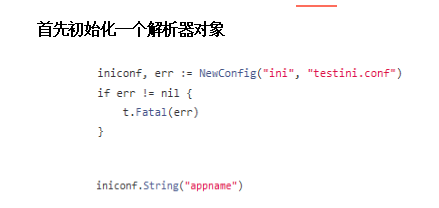 首先初始化一个解析器对象
iniconf, err := NewConfig("ini", "testini.conf")
if err != nil {
    t.Fatal(err)
}
iniconf.String("appname")